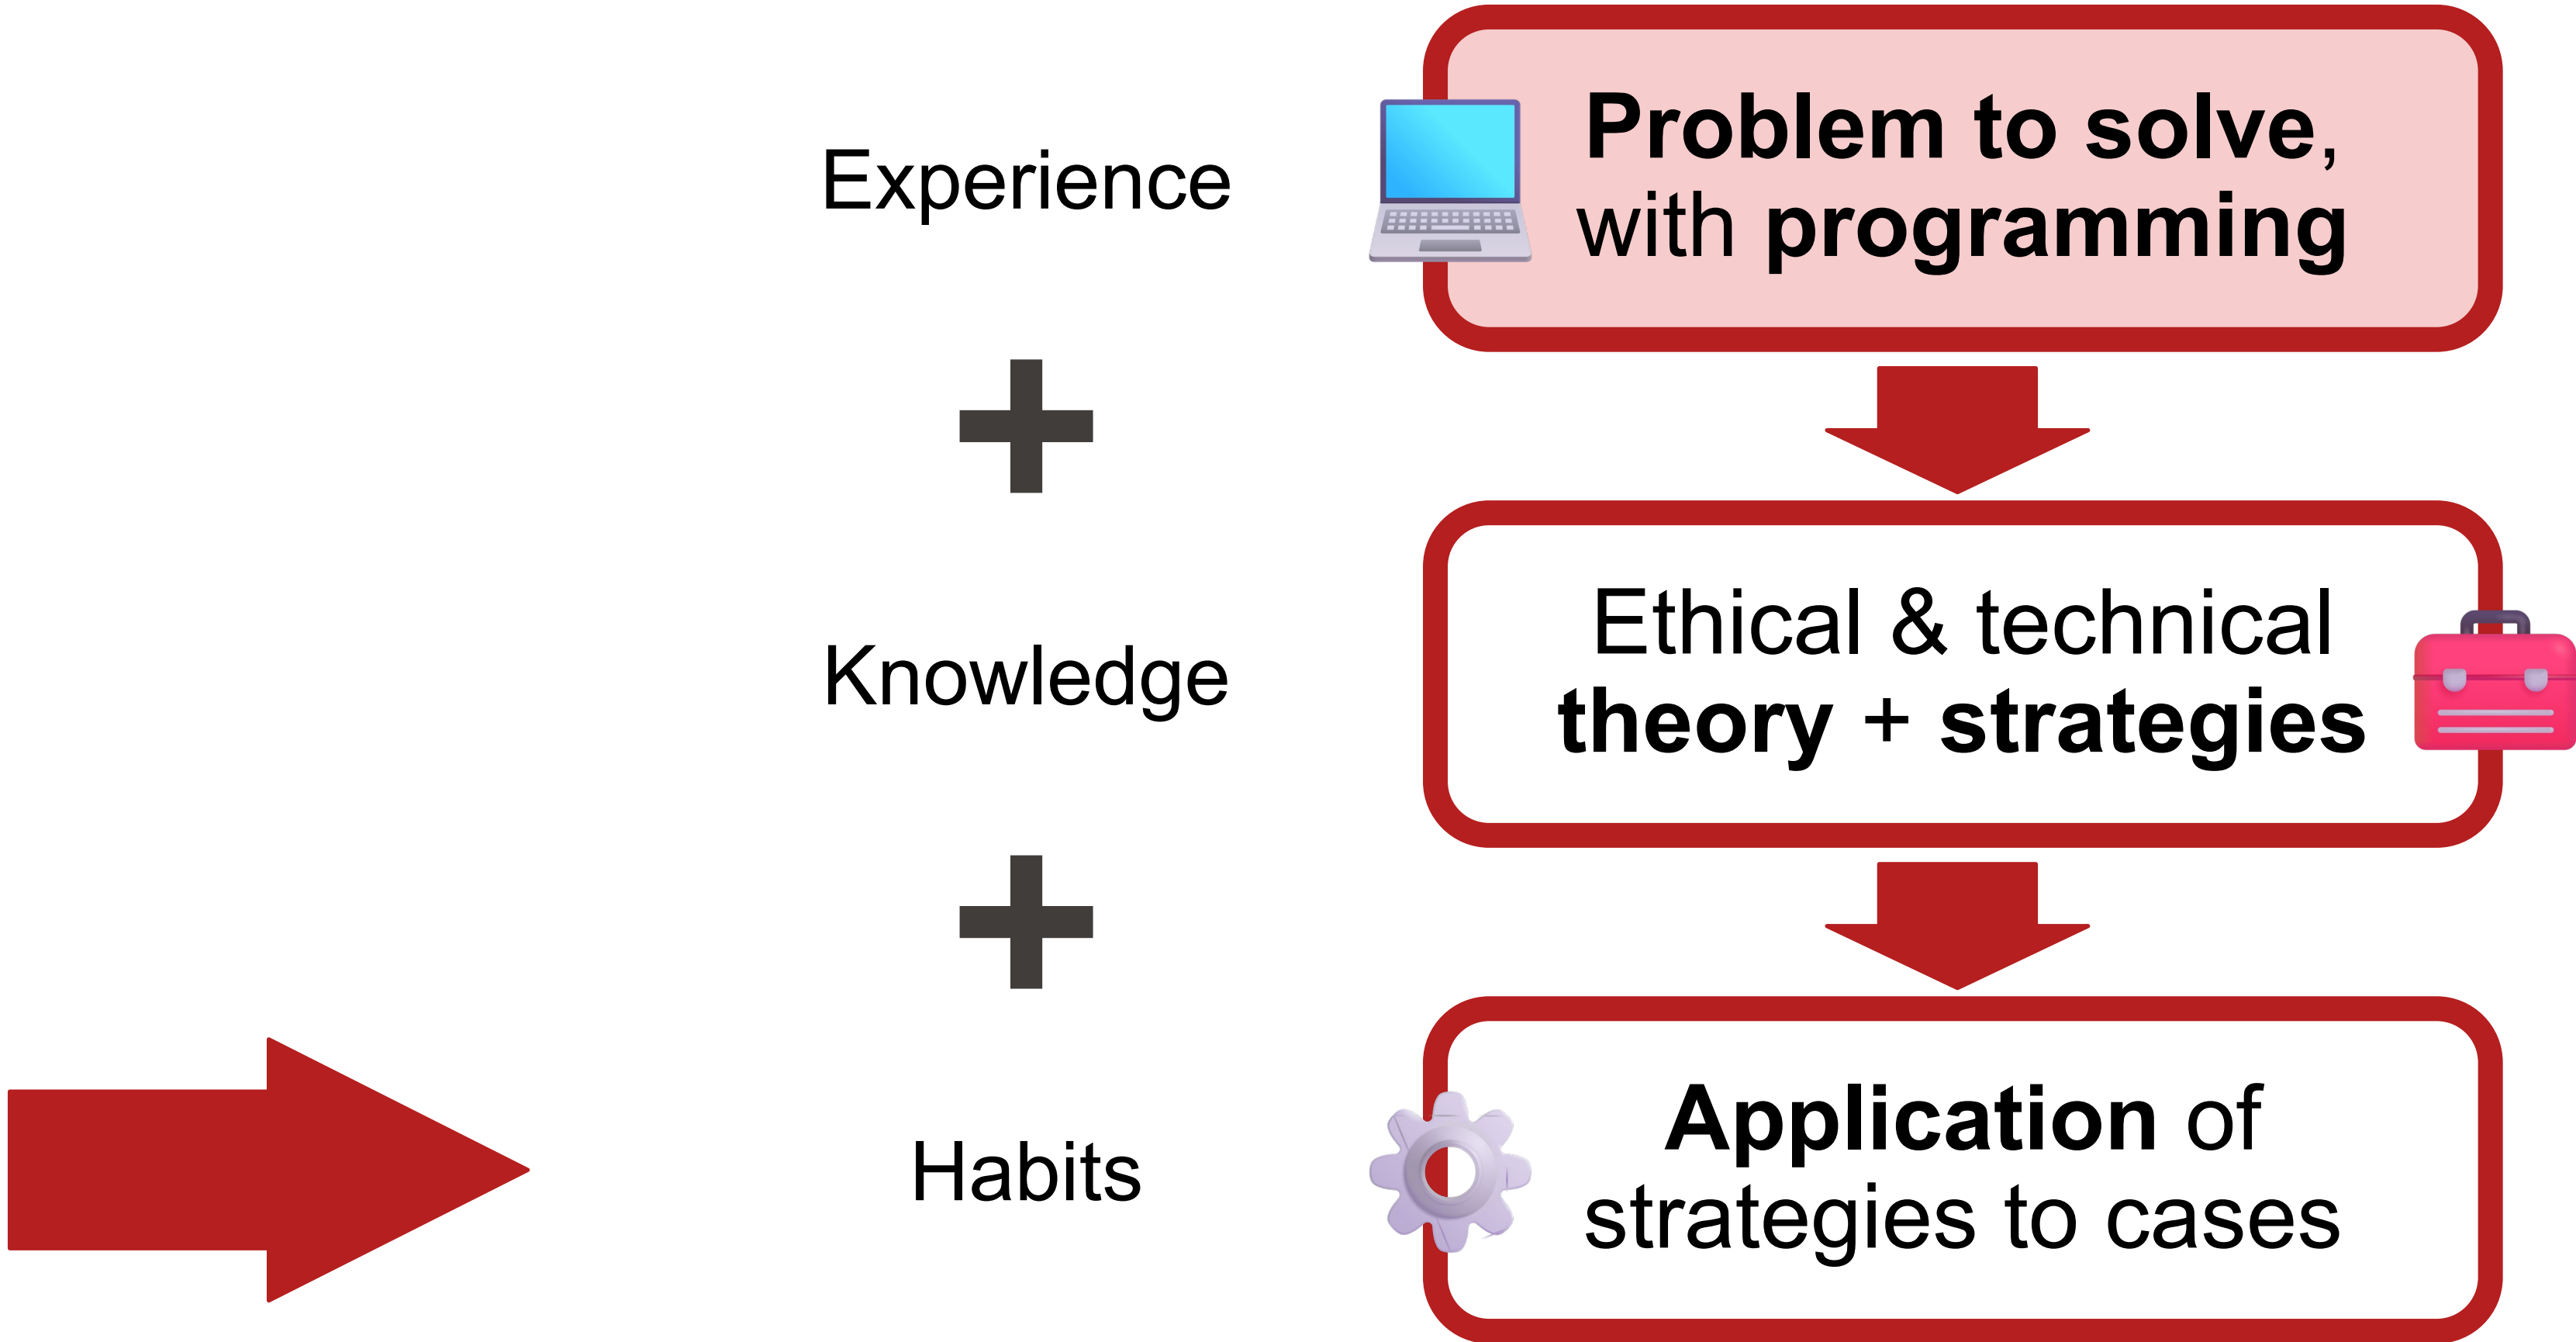 Experience
Problem to solve,
with programming
+
Knowledge
Ethical & technical
theory + strategies
+
Habits
Application of
strategies to cases